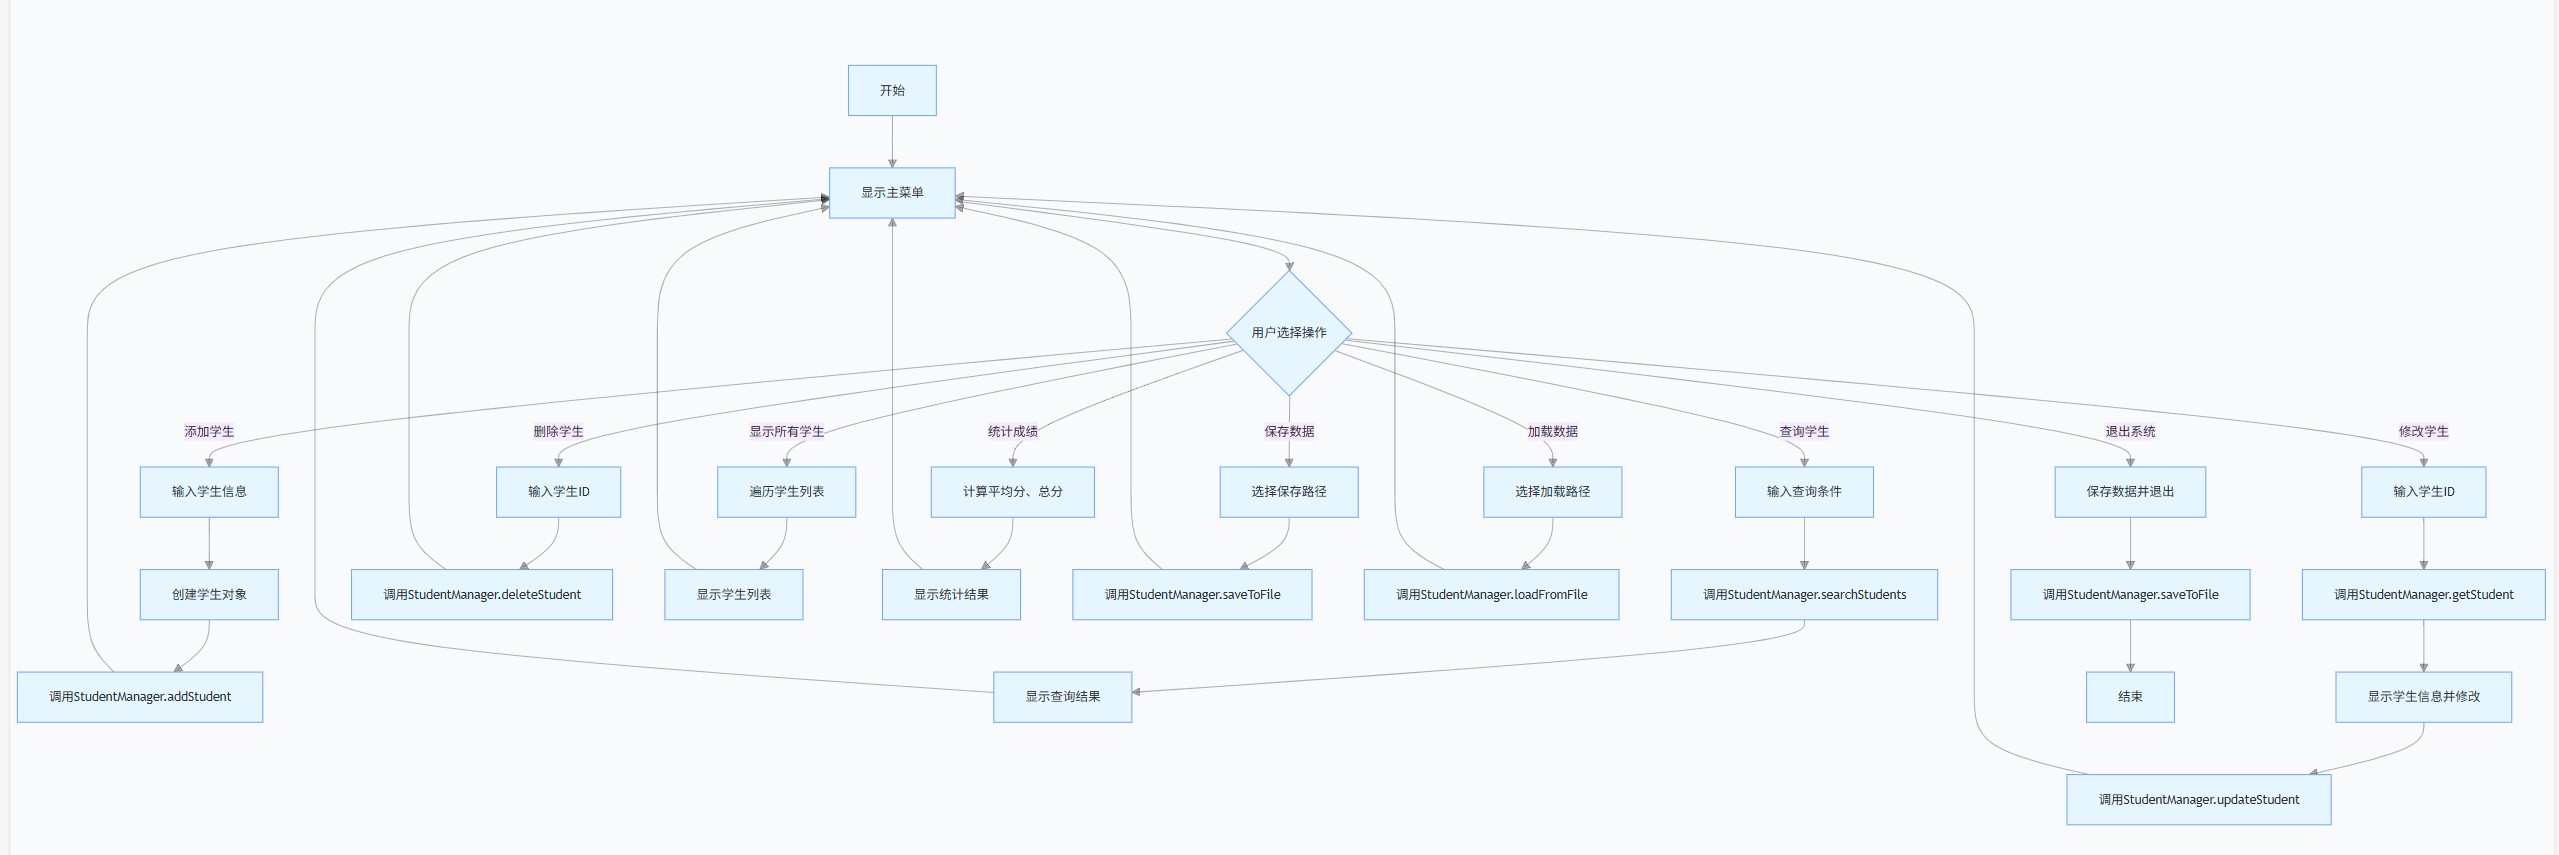 开始
显示主菜单
用户选择操作
添加学生
删除学生
显示所有学生
统计成绩
保存数据
加载数据
查询学生
退出系统
修改学生
输入学生信息
输入学生ID
遍历学生列表
计算平均分、总分
选择保存路径
选择加载路径
输入查询条件
保存数据并退出
输入学生ID
创建学生对象
调用StudentManager.deleteStudent
显示学生列表
显示统计结果
调用StudentManager.saveToFile
调用StudentManager.loadFromFile
调用StudentManager.searchStudents
调用StudentManager.saveToFile
调用StudentManager.getStudent
调用StudentManager.addStudent
显示查询结果
结束
显示学生信息并修改
调用StudentManager.updateStudent